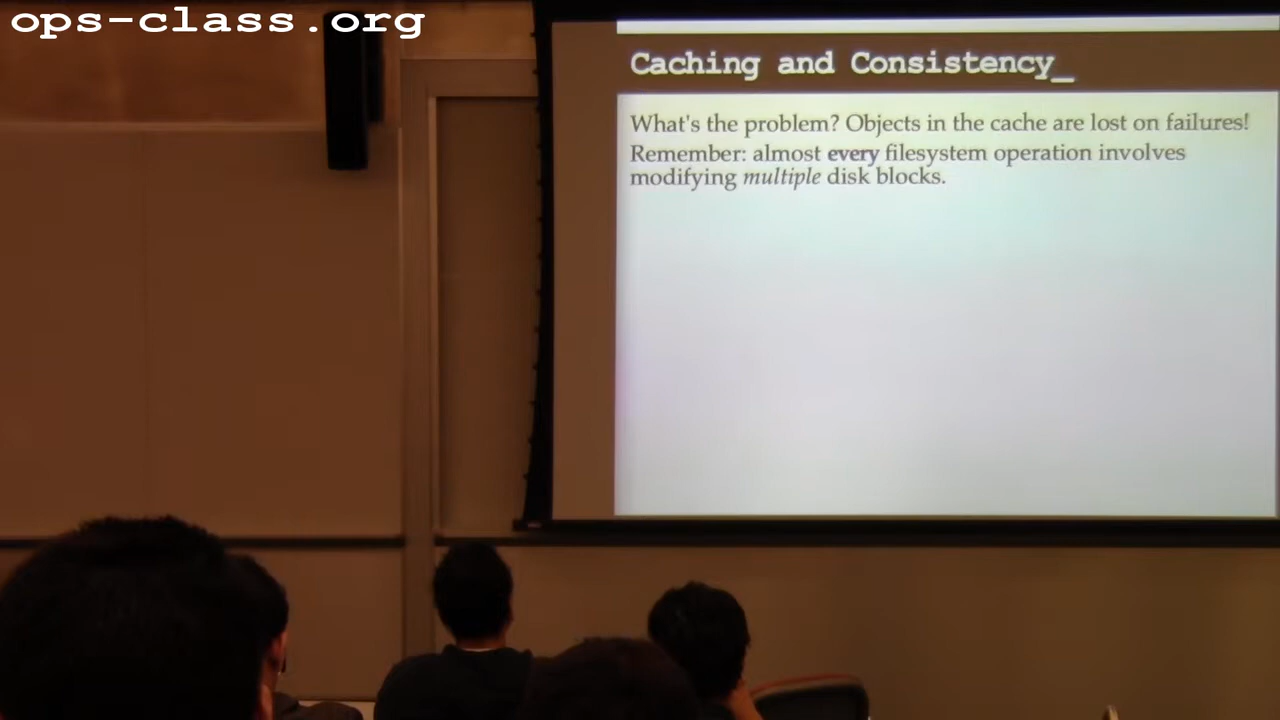 ops-class.org
Caching and Consistency_
What's the problem? Objects in the cache are lost on failures!
Remember: almost every filesystem operation involves
modifying multiple disk blocks.